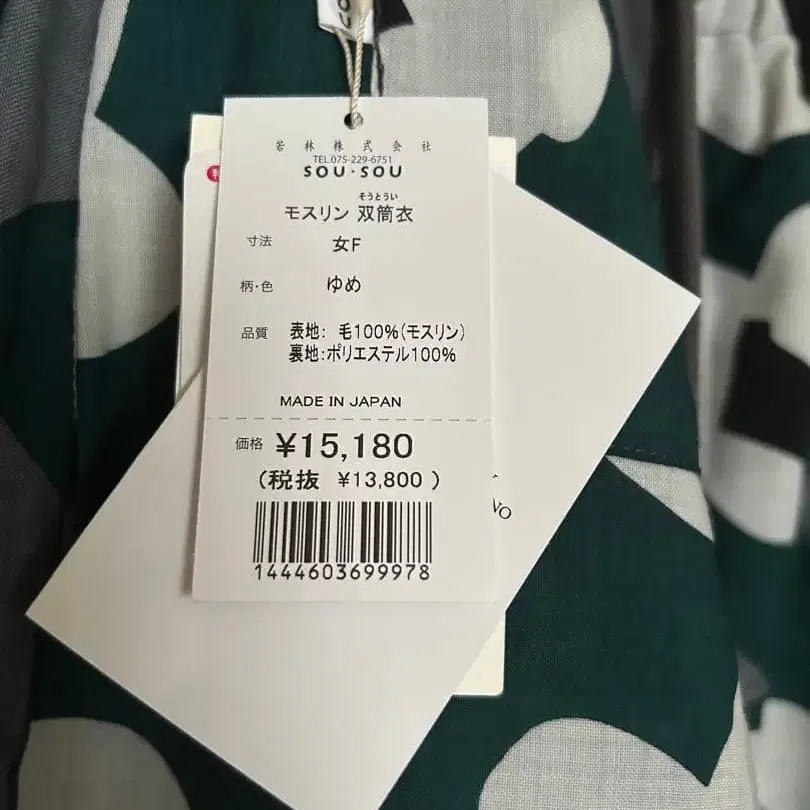 若林株式会社
TEL.075-229-6751
SOU・SOU
そうとうい
モスリン 双筒衣
寸法 女F
柄・色 ゆめ
品質 表地: 毛100%(モスリン)
裏地:ポリエステル100%
MADE IN JAPAN
価格 ¥15,180
(税抜 ¥13,800 )
1444603699978